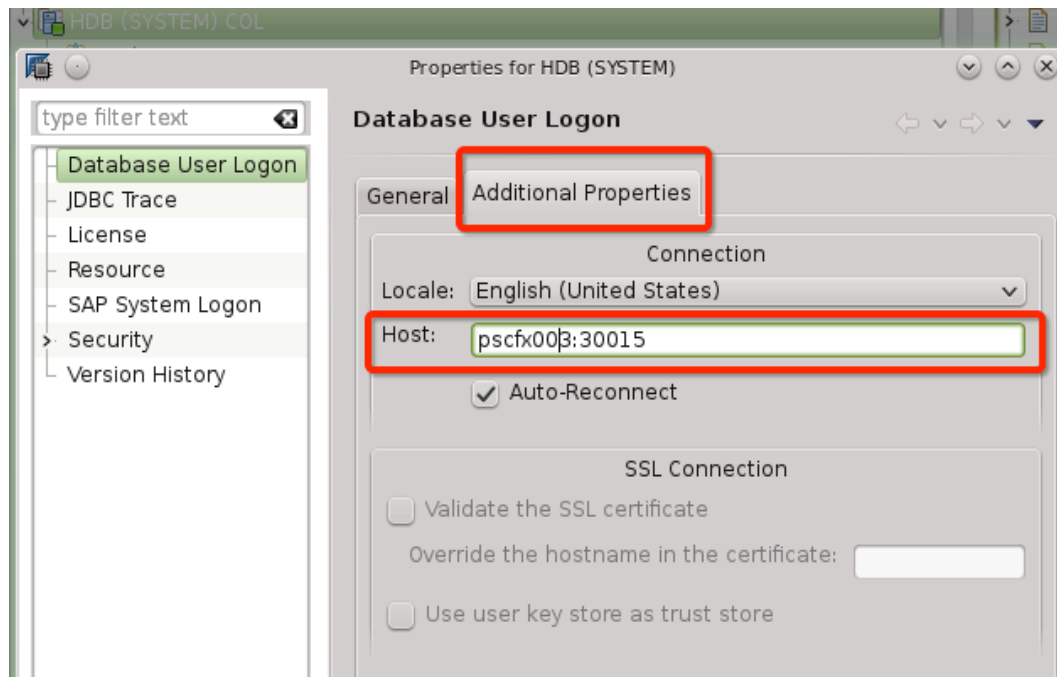 HDB (SYSTEM) COL
Properties for HDB (SYSTEM)
type filter text
Database User Logon
JDBC Trace
License
Resource
SAP System Logon
Security
Version History
Database User Logon
General
Additional Properties
Connection
Locale:
English (United States)
Host:
pscfx003:30015
Auto-Reconnect
SSL Connection
Validate the SSL certificate
Override the hostname in the certificate:
Use user key store as trust store